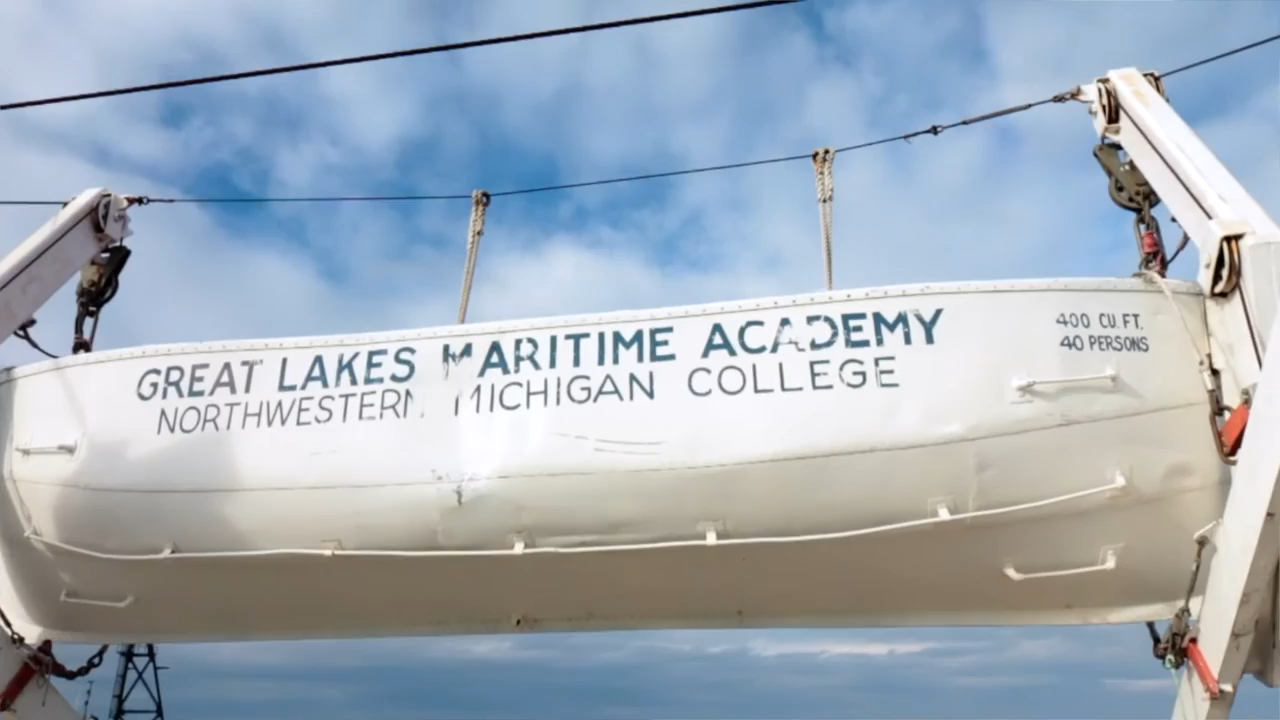 GREAT LAKES MARITIME ACADEMY
NORTHWESTERN MICHIGAN COLLEGE
400 CU. FT.
40 PERSONS